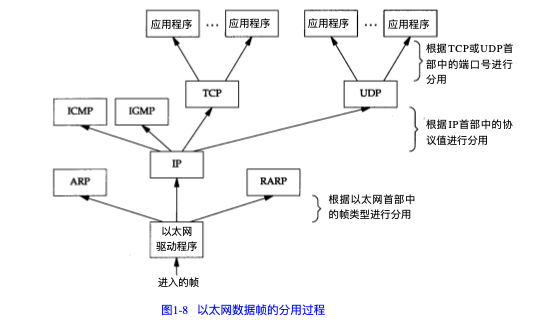 应用程序 … 应用程序 应用程序 … 应用程序
根据TCP或UDP首
部中的端口号进行
分用
TCP UDP
ICMP IGMP
根据IP首部中的协
议值进行分用
IP
ARP RARP
根据以太网首部中
的帧类型进行分用
以太网
驱动程序
进入的帧
图1-8 以太网数据帧的分用过程